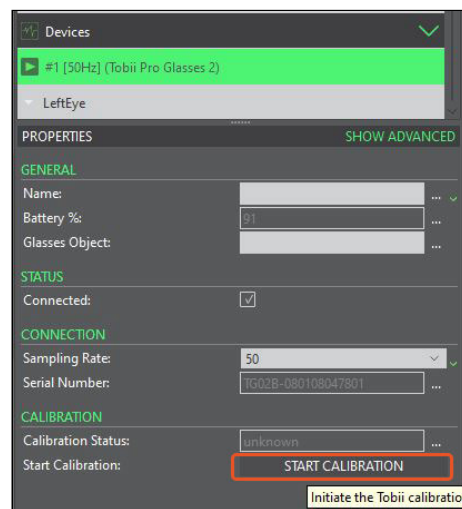 Devices
#1 [50Hz] (Tobii Pro Glasses 2)
LeftEye
PROPERTIES SHOW ADVANCED
GENERAL
Name: ...
Battery %: 91 ...
Glasses Object: ...
STATUS
Connected:
CONNECTION
Sampling Rate: 50
Serial Number: TG02B-080108047801 ...
CALIBRATION
Calibration Status: unknown ...
Start Calibration: START CALIBRATION
Initiate the Tobii calibratio